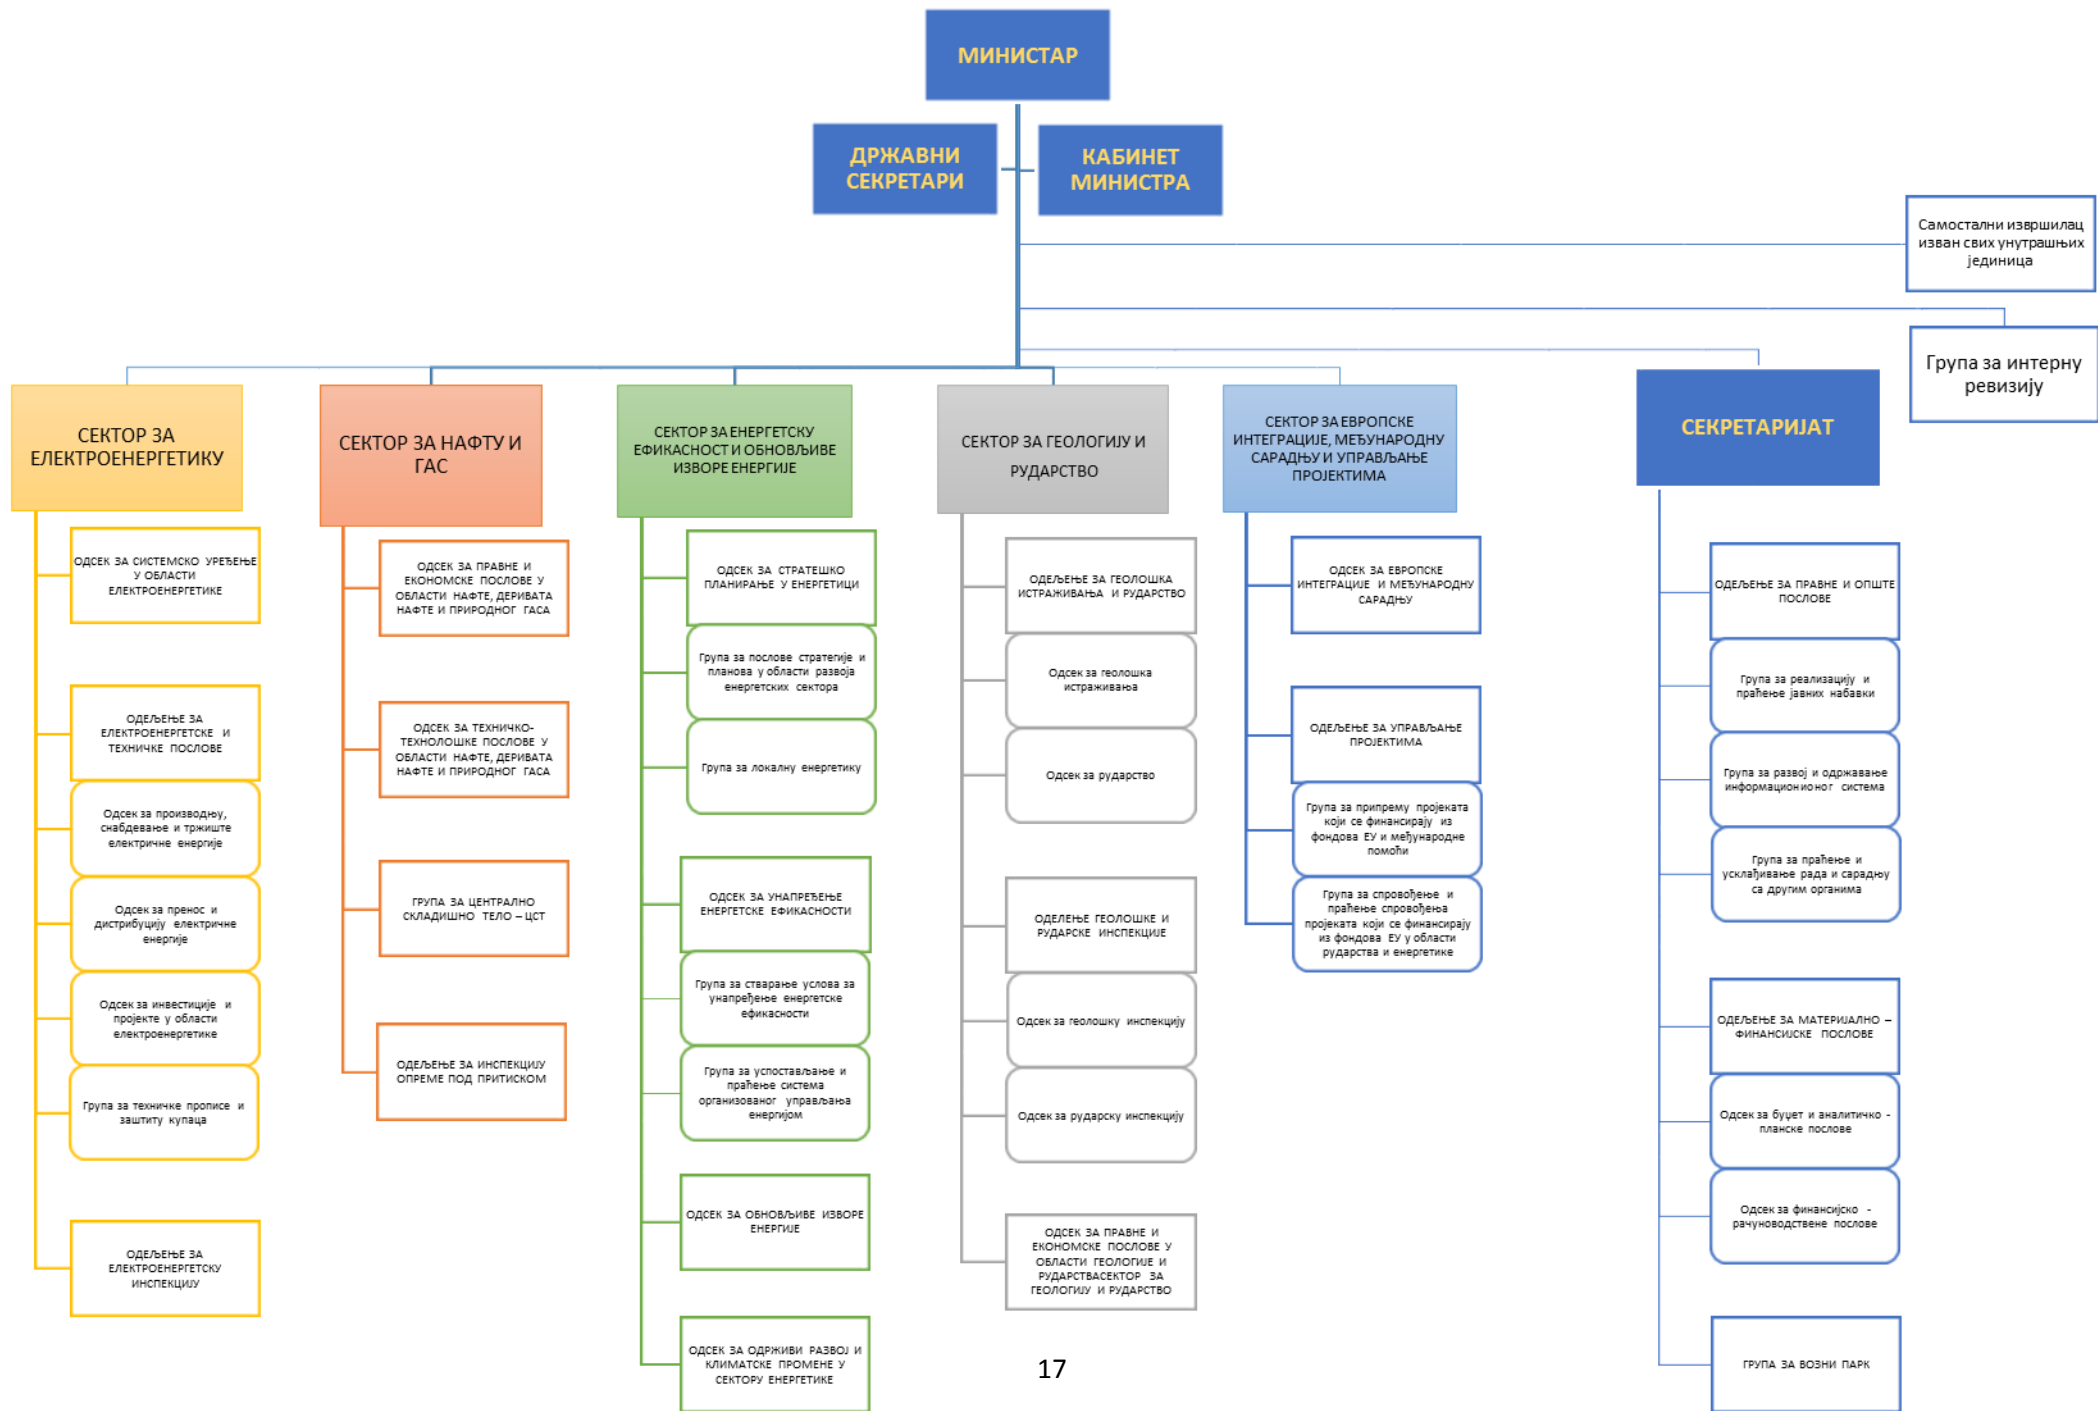 МИНИСТАР
ДРЖАВНИ
СЕКРЕТАРИ
КАБИНЕТ
МИНИСТРА
Самостални извршилац
изван свих унутрашњих
јединица
Група за интерну
ревизију
СЕКТОР ЗА
ЕЛЕКТРОЕНЕРГЕТИКУ
ОДСЕК ЗА СИСТЕМСКО УРЕЂЕЊЕ
У ОБЛАСТИ
ЕЛЕКТРОЕНЕРГЕТИКЕ
ОДЕЉЕЊЕ ЗА
ЕЛЕКТРОЕНЕРГЕТСКЕ И
ТЕХНИЧКЕ ПОСЛОВЕ
Одсек за производњу,
снабдевање и тржиште
електричне енергије
Одсек за пренос и
дистрибуцију електричне
енергије
Одсек за инвестиције и
пројекте у области
електроенергетике
Група за техничке прописе и
заштиту купаца
ОДЕЉЕЊЕ ЗА
ЕЛЕКТРОЕНЕРГЕТСКУ
ИНСПЕКЦИЈУ
СЕКТОР ЗА НАФТУ И
ГАС
ОДСЕК ЗА ПРАВНЕ И
ЕКОНОМСКЕ ПОСЛОВЕ У
ОБЛАСТИ НАФТЕ, ДЕРИВАТА
НАФТЕ И ПРИРОДНОГ ГАСА
ОДСЕК ЗА ТЕХНИЧКО-
ТЕХНОЛОШКЕ ПОСЛОВЕ У
ОБЛАСТИ НАФТЕ, ДЕРИВАТА
НАФТЕ И ПРИРОДНОГ ГАСА
ГРУПА ЗА ЦЕНТРАЛНО
СКЛАДИШНО ТЕЛО – ЦСТ
ОДЕЉЕЊЕ ЗА ИНСПЕКЦИЈУ
ОПРЕМЕ ПОД ПРИТИСКОМ
СЕКТОР ЗА ЕНЕРГЕТСКУ
ЕФИКАСНОСТ И ОБНОВЉИВЕ
ИЗВОРЕ ЕНЕРГИЈЕ
ОДСЕК ЗА СТРАТЕШКО
ПЛАНИРАЊЕ У ЕНЕРГЕТИЦИ
Група за послове стратегије и
планова у области развоја
енергетских сектора
Група за локалну енергетику
ОДСЕК ЗА УНАПРЕЂЕЊЕ
ЕНЕРГЕТСКЕ ЕФИКАСНОСТИ
Група за стварање услова за
унапређење енергетске
ефикасности
Група за успостављање и
праћење система
организованог управљања
енергијом
ОДСЕК ЗА ОБНОВЉИВЕ ИЗВОРЕ
ЕНЕРГИЈЕ
ОДСЕК ЗА ОДРЖИВИ РАЗВОЈ И
КЛИМАТСКЕ ПРОМЕНЕ У
СЕКТОРУ ЕНЕРГЕТИКЕ
СЕКТОР ЗА ГЕОЛОГИЈУ И
РУДАРСТВО
ОДЕЉЕЊЕ ЗА ГЕОЛОШКА
ИСТРАЖИВАЊА И РУДАРСТВО
Одсек за геолошка
истраживања
Одсек за рударство
ОДЕЛЕЊЕ ГЕОЛОШКЕ И
РУДАРСКЕ ИНСПЕКЦИЈЕ
Одсек за геолошку инспекцију
Одсек за рударску инспекцију
ОДСЕК ЗА ПРАВНЕ И
ЕКОНОМСКЕ ПОСЛОВЕ У
ОБЛАСТИ ГЕОЛОГИЈЕ И
РУДАРСТВАСЕКТОР ЗА
ГЕОЛОГИЈУ И РУДАРСТВО
СЕКТОР ЗА ЕВРОПСКЕ
ИНТЕГРАЦИЈЕ, МЕЂУНАРОДНУ
САРАДЊУ И УПРАВЉАЊЕ
ПРОЈЕКТИМА
ОДСЕК ЗА ЕВРОПСКЕ
ИНТЕГРАЦИЈЕ И МЕЂУНАРОДНУ
САРАДЊУ
ОДЕЉЕЊЕ ЗА УПРАВЉАЊЕ
ПРОЈЕКТИМА
Група за припрему пројеката
који се финансирају из
фондова ЕУ и међународне
помоћи
Група за спровођење и
праћење спровођења
пројеката који се финансирају
из фондова ЕУ у области
рударства и енергетике
СЕКРЕТАРИЈАТ
ОДЕЉЕЊЕ ЗА ПРАВНЕ И ОПШТЕ
ПОСЛОВЕ
Група за реализацију и
праћење јавних набавки
Група за развој и одржавање
информационионог система
Група за праћење и
усклађивање рада и сарадњу
са другим органима
ОДЕЉЕЊЕ ЗА МАТЕРИЈАЛНО –
ФИНАНСИЈСКЕ ПОСЛОВЕ
Одсек за буџет и аналитичко -
планске послове
Одсек за финансијско -
рачуноводствене послове
ГРУПА ЗА ВОЗНИ ПАРК
17